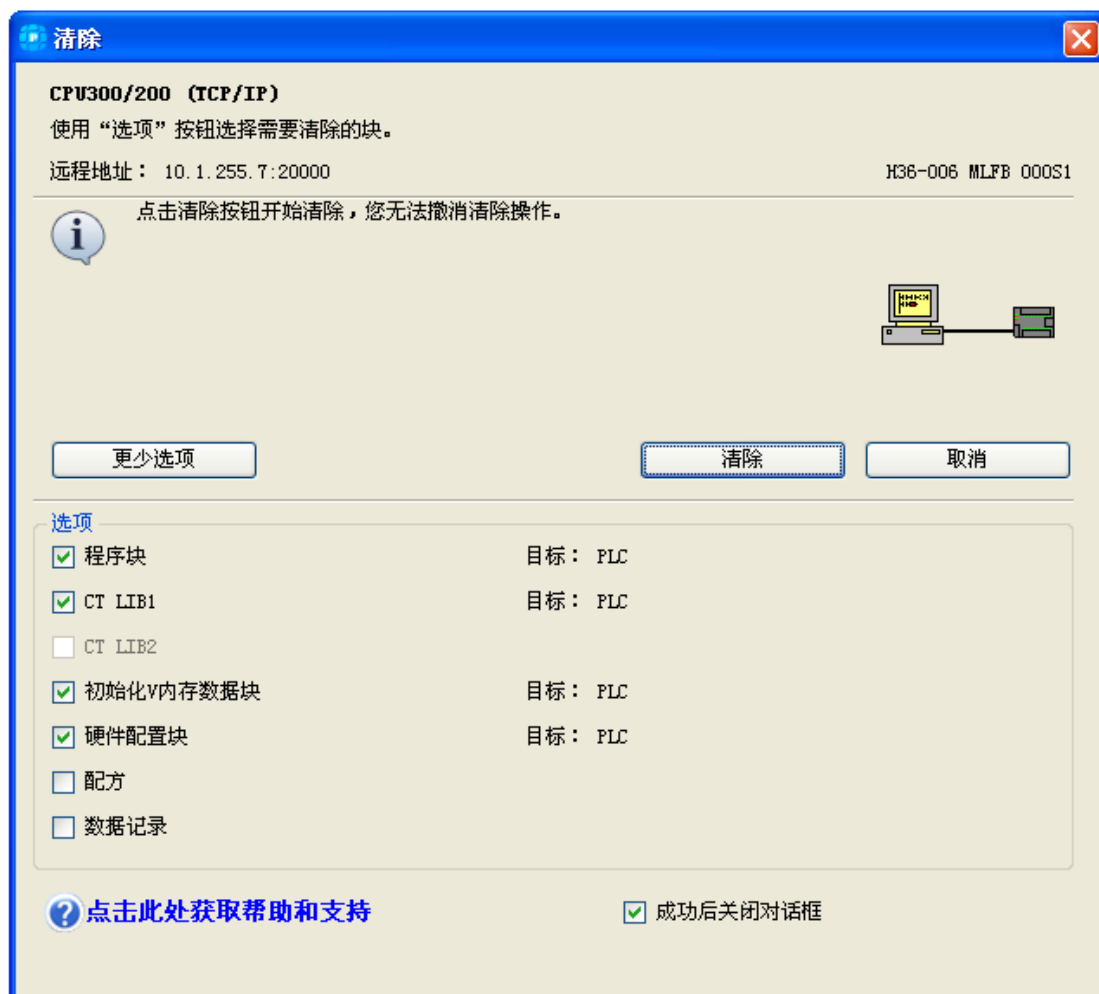 清除
CPU300/200 (TCP/IP)
使用“选项”按钮选择需要清除的块。
远程地址： 10.1.255.7:20000 H36-006 MLFB 000S1
点击清除按钮开始清除，您无法撤消清除操作。
更少选项 清除 取消
选项
程序块 目标： PLC
CT LIB1 目标： PLC
CT LIB2
初始化V内存数据块 目标： PLC
硬件配置块 目标： PLC
配方
数据记录
点击此处获取帮助和支持 成功后关闭对话框